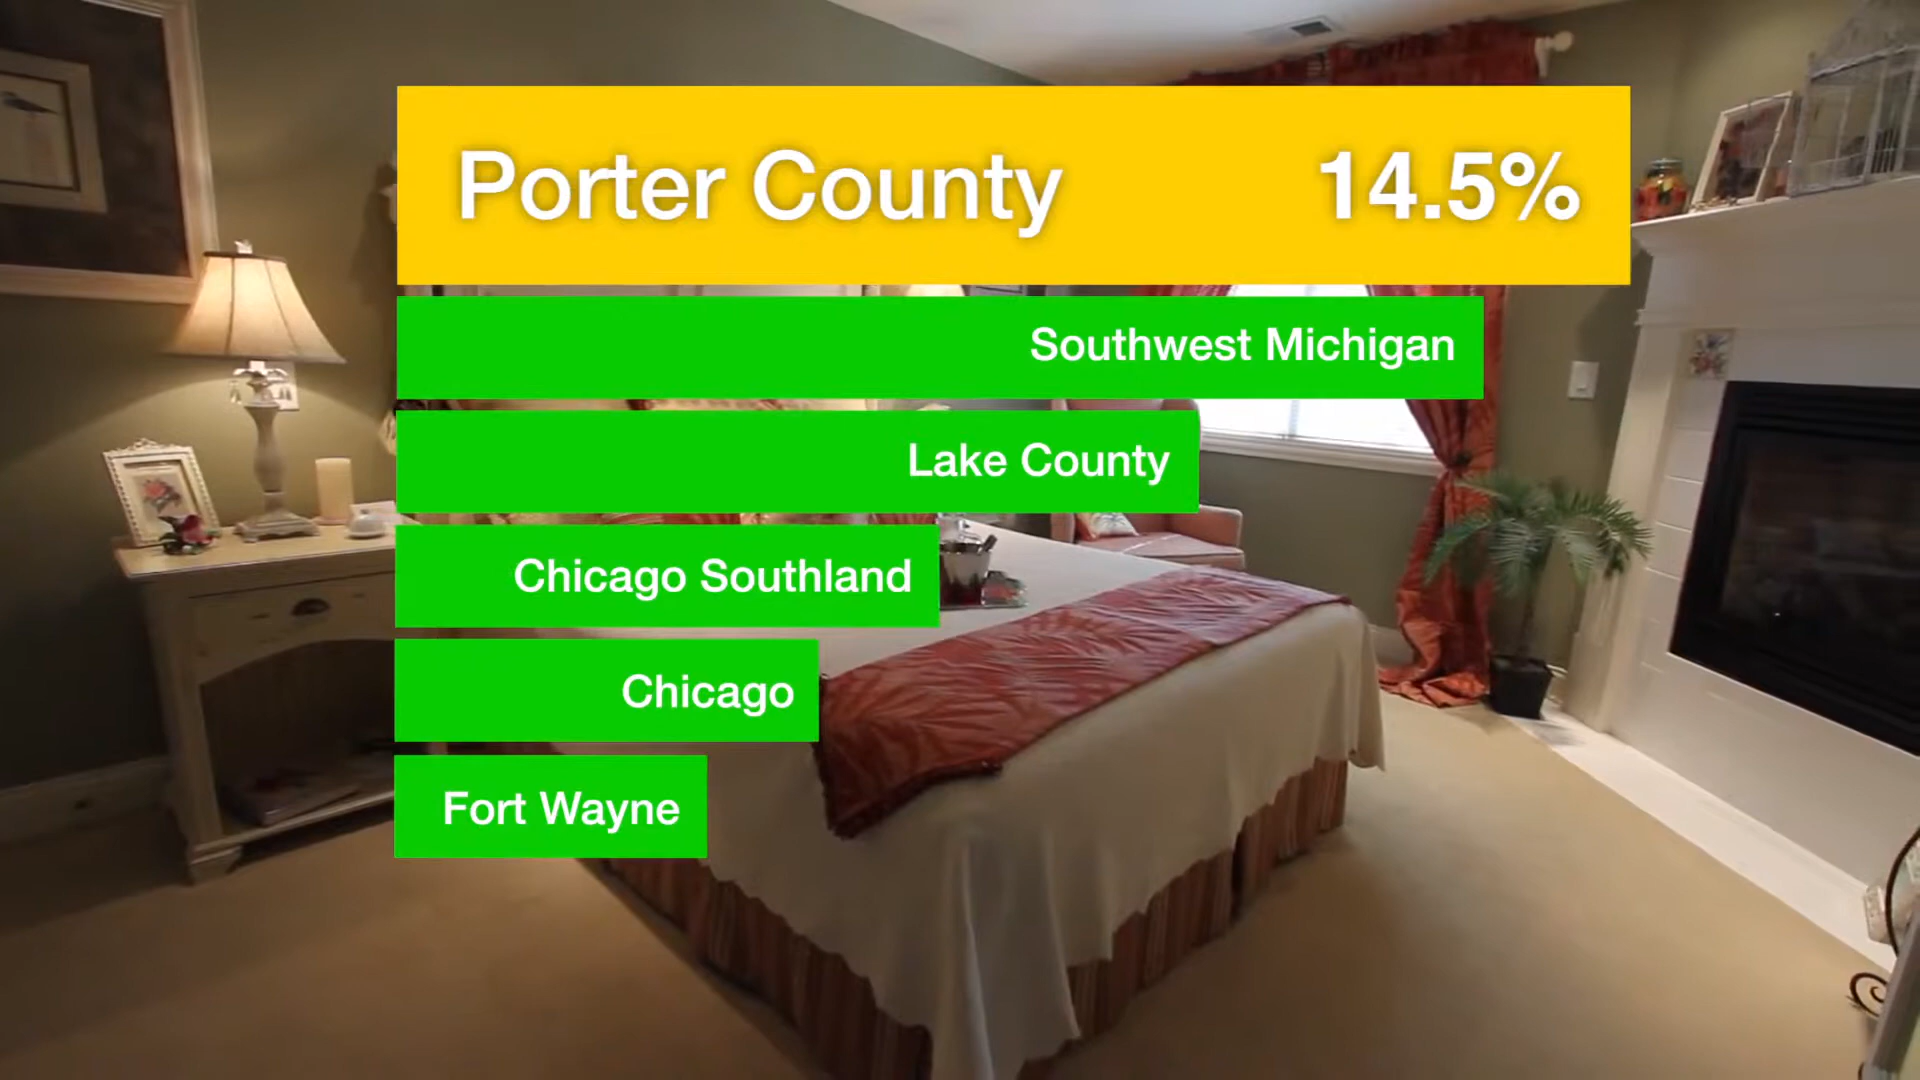 Porter County 14.5%
Southwest Michigan
Lake County
Chicago Southland
Chicago
Fort Wayne